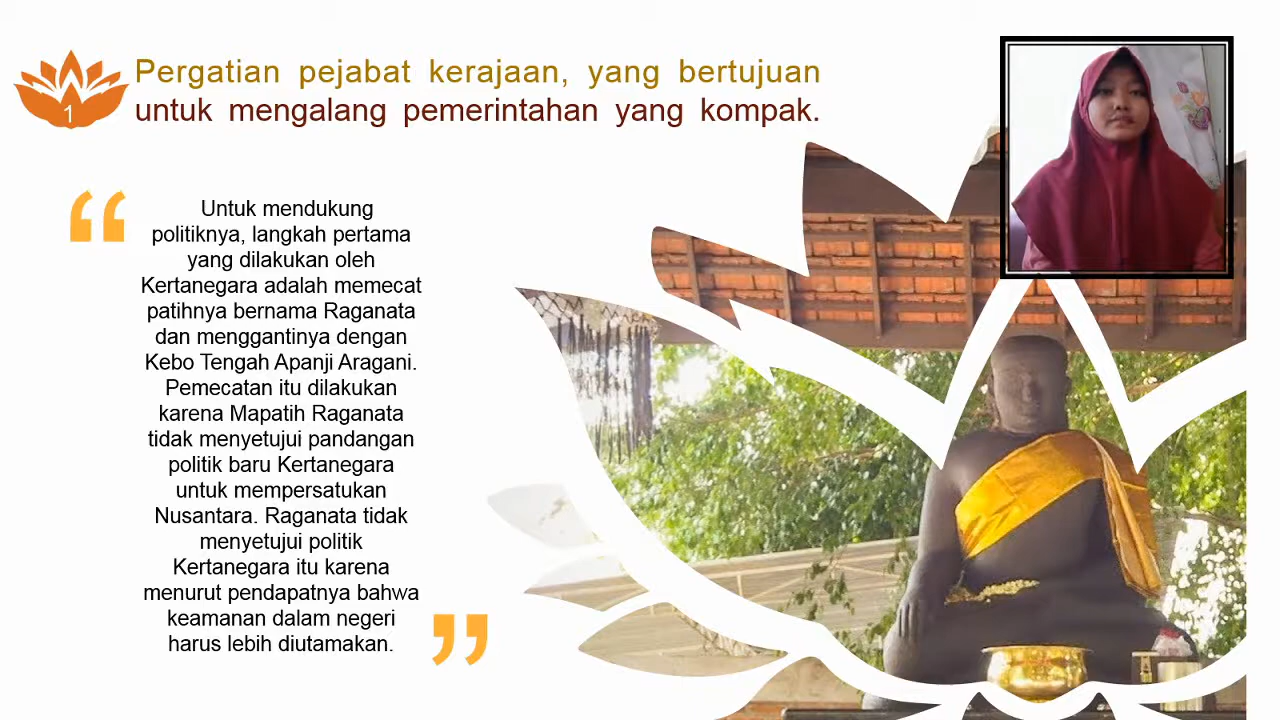 1
Pergatian pejabat kerajaan, yang bertujuan
untuk mengalang pemerintahan yang kompak.
“
Untuk mendukung
politiknya, langkah pertama
yang dilakukan oleh
Kertanegara adalah memecat
patihnya bernama Raganata
dan menggantinya dengan
Kebo Tengah Apanji Aragani.
Pemecatan itu dilakukan
karena Mapatih Raganata
tidak menyetujui pandangan
politik baru Kertanegara
untuk mempersatukan
Nusantara. Raganata tidak
menyetujui politik
Kertanegara itu karena
menurut pendapatnya bahwa
keamanan dalam negeri
harus lebih diutamakan.
”